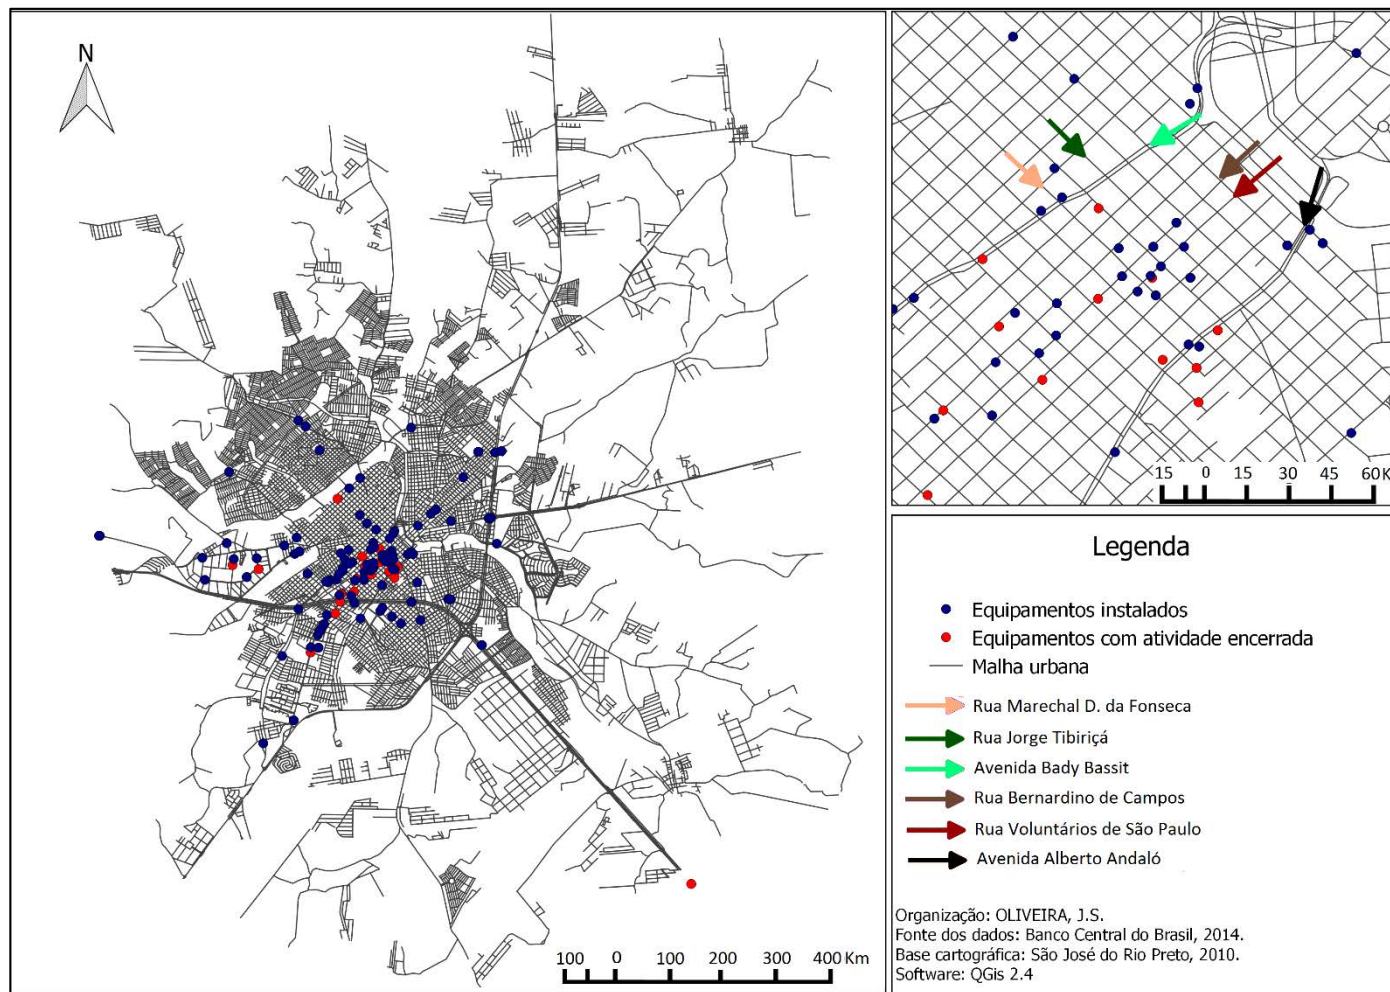 N
100 0 100 200 300 400 Km
15 0 15 30 45 60 K
Legenda
Equipamentos instalados
Equipamentos com atividade encerrada
Malha urbana
Rua Marechal D. da Fonseca
Rua Jorge Tibiriçá
Avenida Bady Bassit
Rua Bernardino de Campos
Rua Voluntários de São Paulo
Avenida Alberto Andaló
Organização: OLIVEIRA, J.S.
Fonte dos dados: Banco Central do Brasil, 2014.
Base cartográfica: São José do Rio Preto, 2010.
Software: QGis 2.4